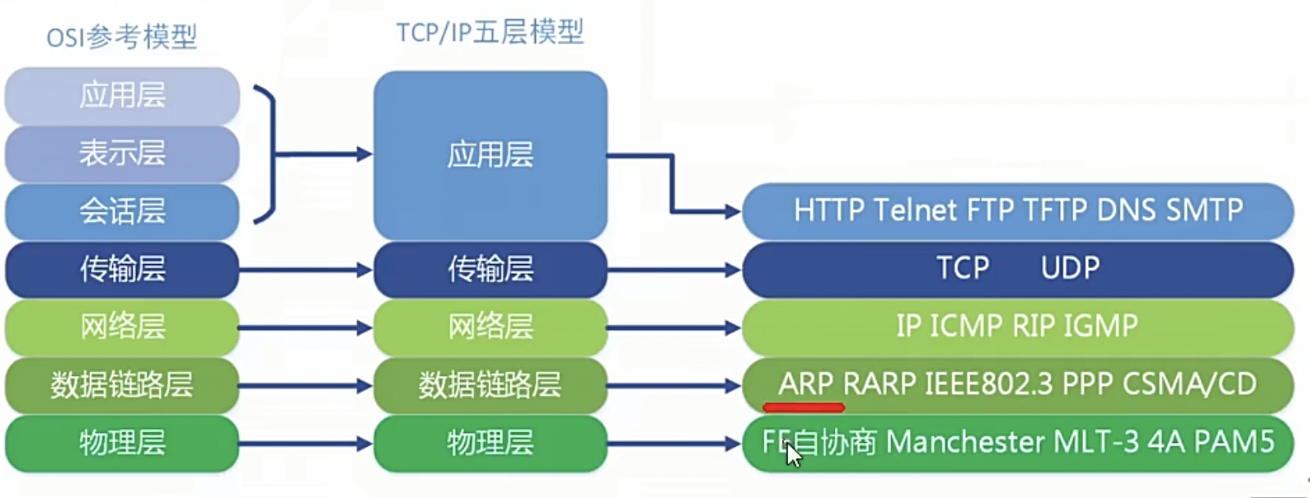 OSI参考模型
TCP/IP五层模型
应用层
表示层
会话层
传输层
网络层
数据链路层
物理层
应用层
传输层
网络层
数据链路层
物理层
HTTP Telnet FTP TFTP DNS SMTP
TCP UDP
IP ICMP RIP IGMP
ARP RARP IEEE802.3 PPP CSMA/CD
FE自协商 Manchester MLT-3 4A PAM5